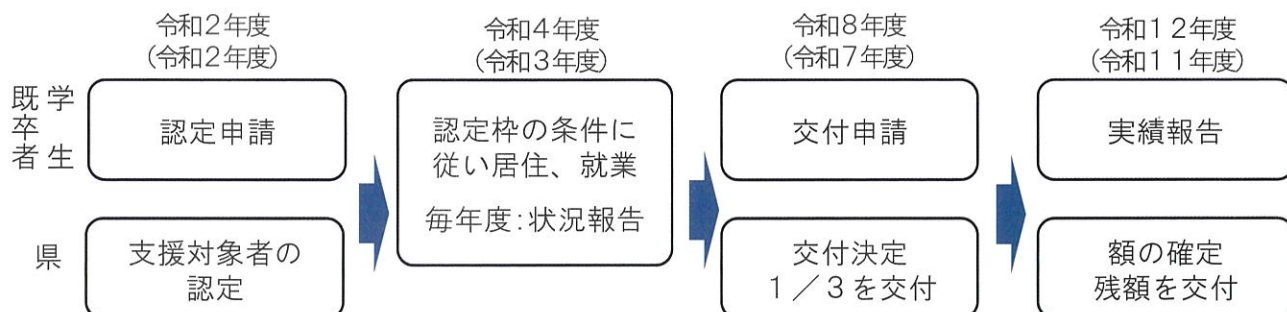 令和2年度
(令和2年度)
令和4年度
(令和3年度)
令和8年度
(令和7年度)
令和12年度
(令和11年度)
既卒者
学生
認定申請
認定枠の条件に
従い居住、就業
毎年度:状況報告
交付申請
実績報告
県
支援対象者の
認定
交付決定
1/3を交付
額の確定
残額を交付